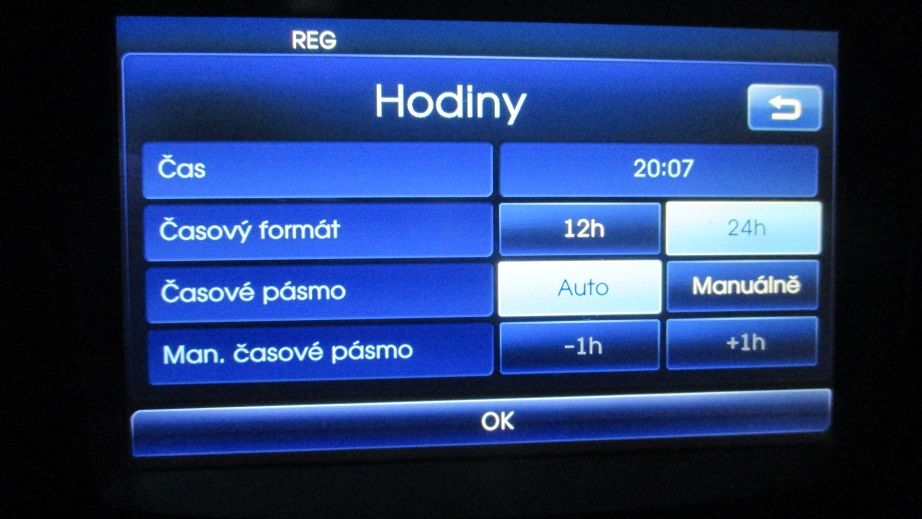 REG
Hodiny
Čas 20:07
Časový formát 12h 24h
Časové pásmo Auto Manuálně
Man. časové pásmo -1h +1h
OK